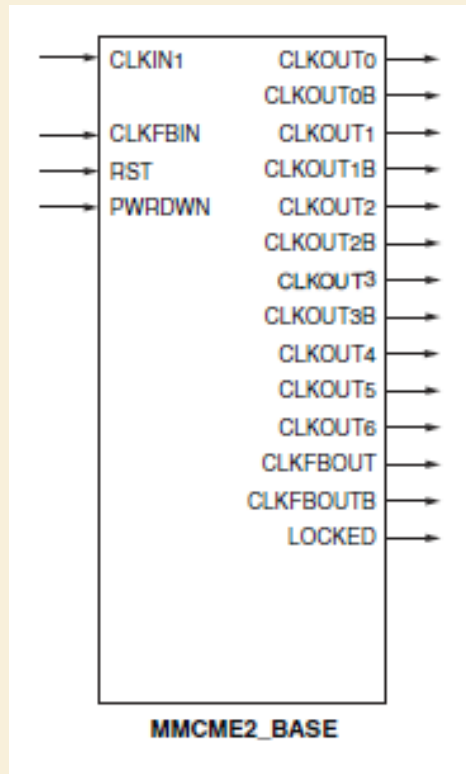 CLKIN1 CLKOUT0
CLKOUT0B
CLKFBIN CLKOUT1
RST CLKOUT1B
PWRDWN CLKOUT2
CLKOUT2B
CLKOUT3
CLKOUT3B
CLKOUT4
CLKOUT5
CLKOUT6
CLKFBOUT
CLKFBOUTB
LOCKED
MMCME2_BASE